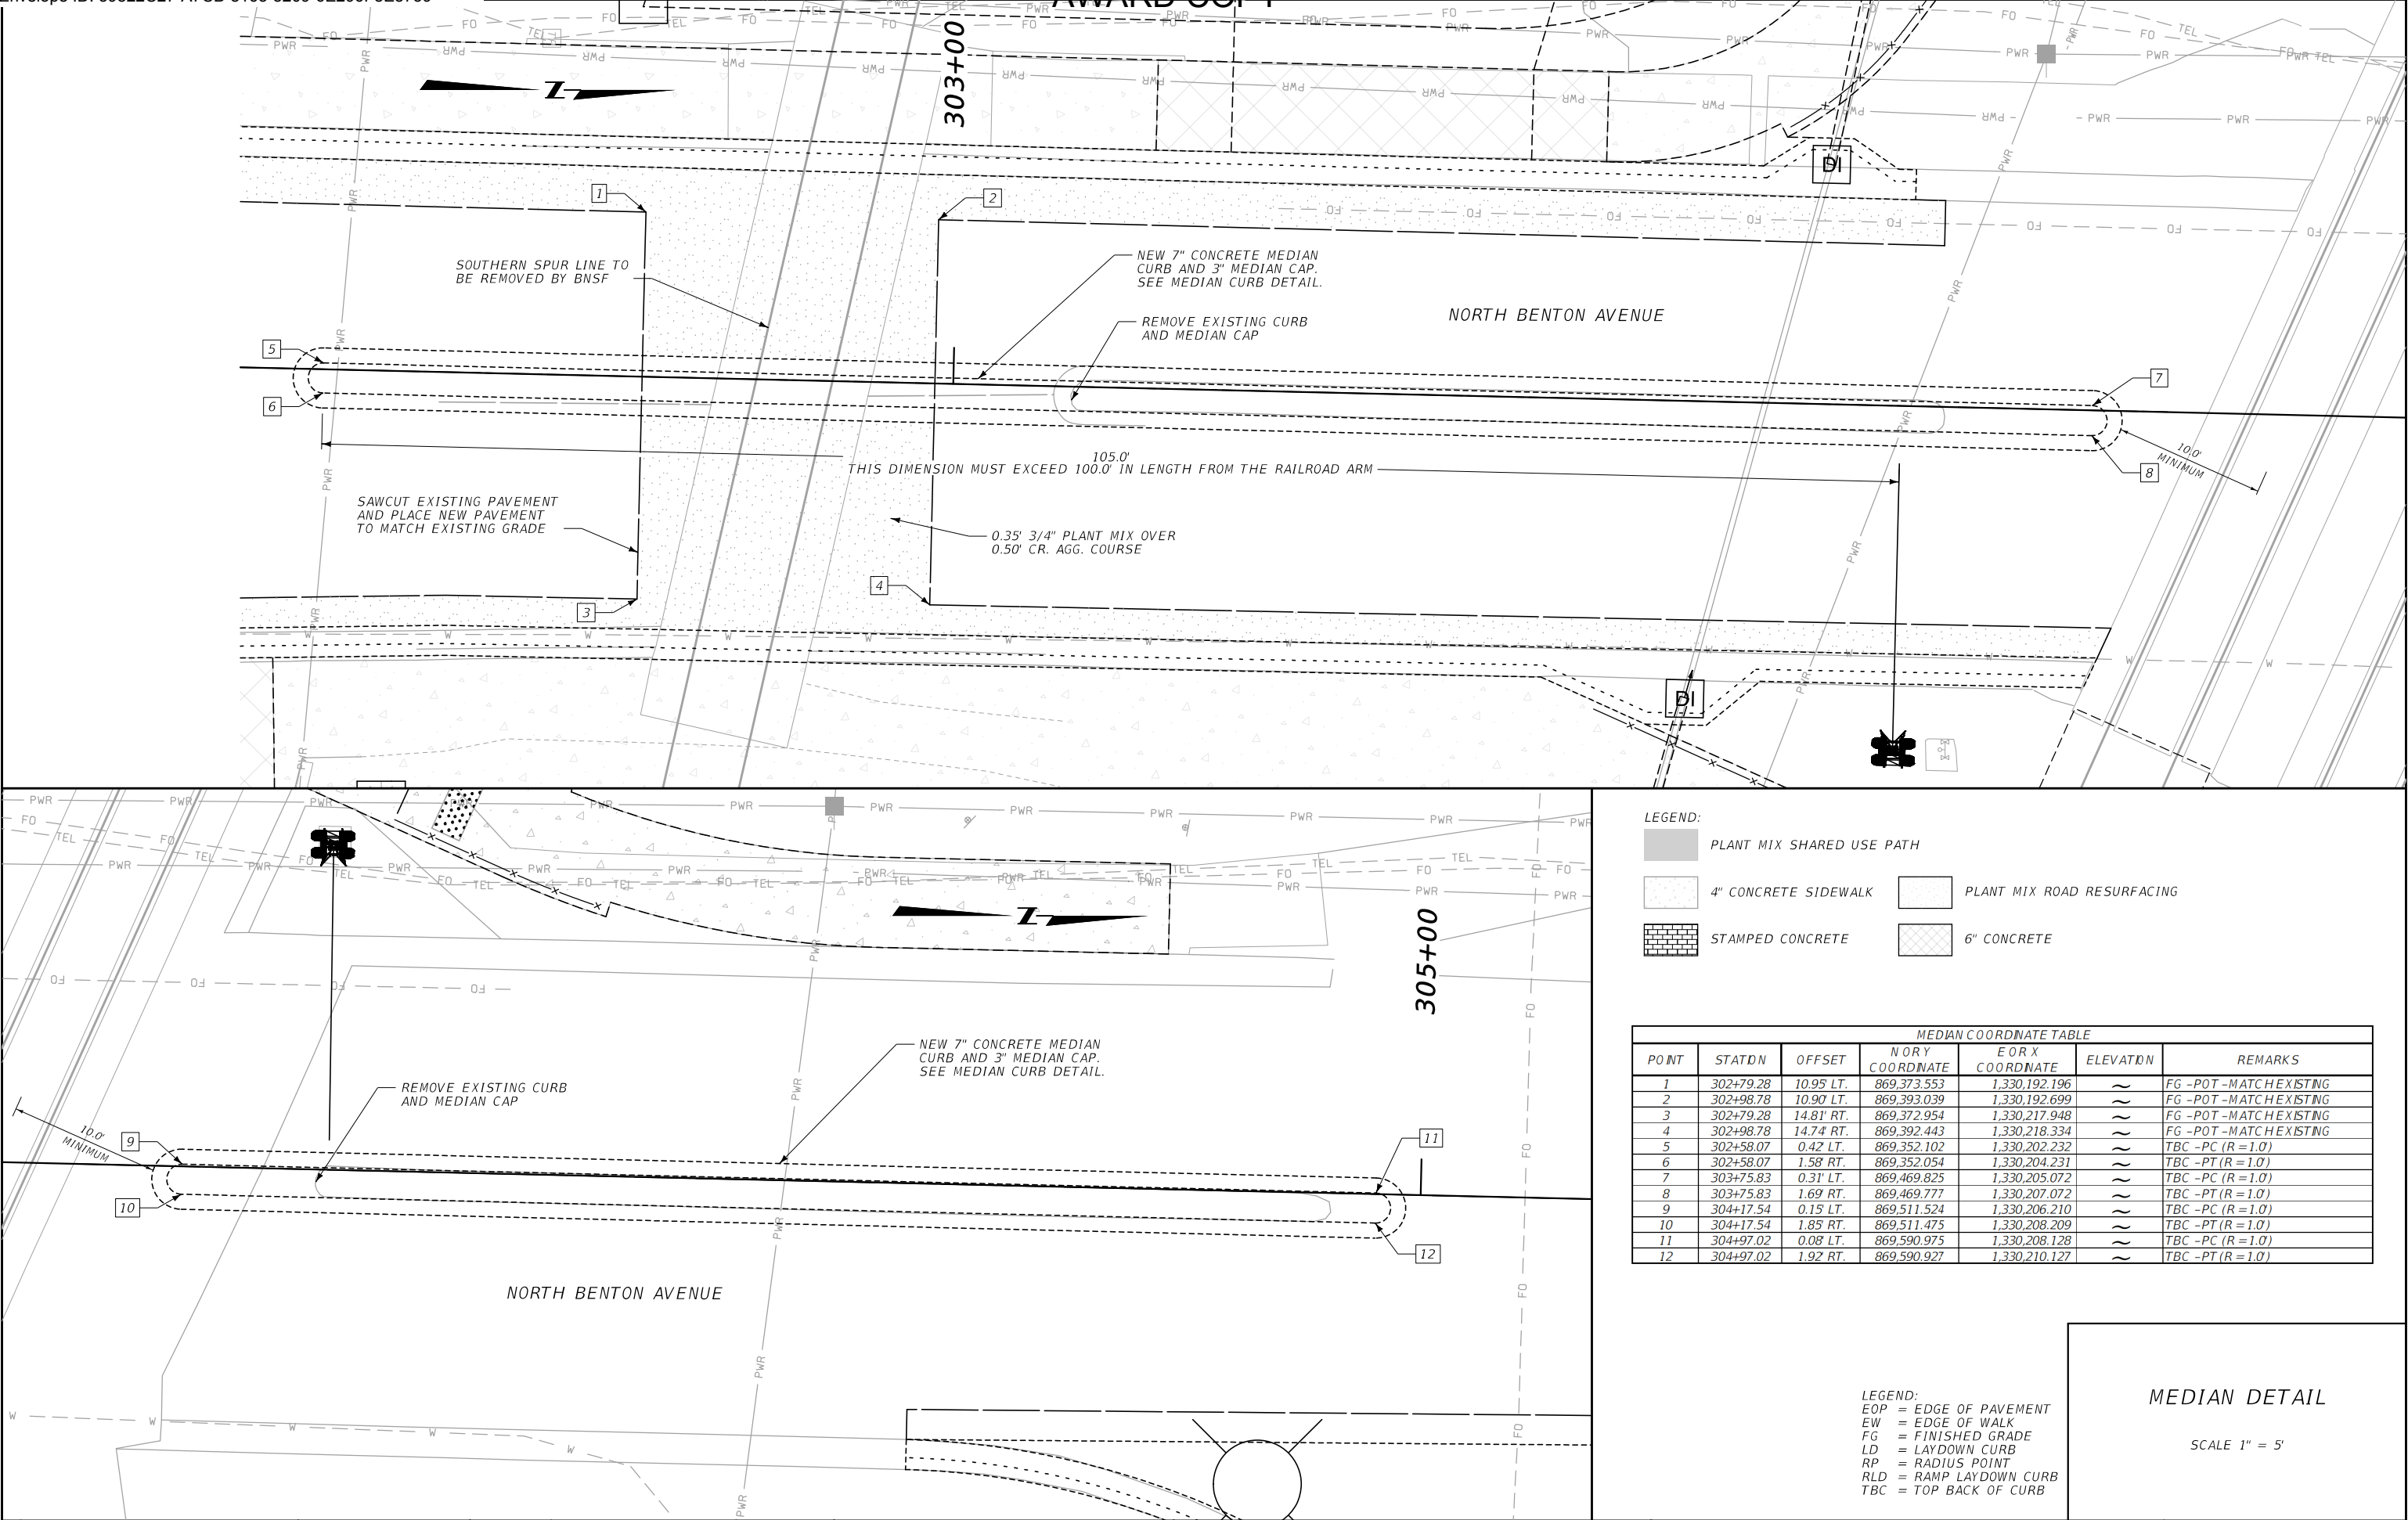 303+00
N
1
2
SOUTHERN SPUR LINE TO
BE REMOVED BY BNSF
NEW 7" CONCRETE MEDIAN
CURB AND 3" MEDIAN CAP.
SEE MEDIAN CURB DETAIL.
REMOVE EXISTING CURB
AND MEDIAN CAP
NORTH BENTON AVENUE
DI
5
6
7
8
10.0'
MINIMUM
105.0'
THIS DIMENSION MUST EXCEED 100.0' IN LENGTH FROM THE RAILROAD ARM
SAWCUT EXISTING PAVEMENT
AND PLACE NEW PAVEMENT
TO MATCH EXISTING GRADE
0.35' 3/4" PLANT MIX OVER
0.50' CR. AGG. COURSE
3
4
DI
PWR
FO
TEL
W
N
305+00
NEW 7" CONCRETE MEDIAN
CURB AND 3" MEDIAN CAP.
SEE MEDIAN CURB DETAIL.
REMOVE EXISTING CURB
AND MEDIAN CAP
10.0'
MINIMUM
9
10
11
12
NORTH BENTON AVENUE
LEGEND:
PLANT MIX SHARED USE PATH
4" CONCRETE SIDEWALK
PLANT MIX ROAD RESURFACING
STAMPED CONCRETE
6" CONCRETE
MEDIAN COORDINATE TABLE
POINT STATION OFFSET N OR Y COORDINATE E OR X COORDINATE ELEVATION REMARKS
1 302+79.28 10.95' LT. 869,373.553 1,330,192.196 ~ FG - POT - MATCH EXISTING
2 302+98.78 10.90' LT. 869,393.039 1,330,192.699 ~ FG - POT - MATCH EXISTING
3 302+79.28 14.81' RT. 869,372.954 1,330,217.948 ~ FG - POT - MATCH EXISTING
4 302+98.78 14.74' RT. 869,392.443 1,330,218.334 ~ FG - POT - MATCH EXISTING
5 302+58.07 0.42' LT. 869,352.102 1,330,202.232 ~ TBC - PC (R = 1.0')
6 302+58.07 1.58' RT. 869,352.054 1,330,204.231 ~ TBC - PT (R = 1.0')
7 303+75.83 0.31' LT. 869,469.825 1,330,205.072 ~ TBC - PC (R = 1.0')
8 303+75.83 1.69' RT. 869,469.777 1,330,207.072 ~ TBC - PT (R = 1.0')
9 304+17.54 0.15' LT. 869,511.524 1,330,206.210 ~ TBC - PC (R = 1.0')
10 304+17.54 1.85' RT. 869,511.475 1,330,208.209 ~ TBC - PT (R = 1.0')
11 304+97.02 0.08' LT. 869,590.975 1,330,208.128 ~ TBC - PC (R = 1.0')
12 304+97.02 1.92' RT. 869,590.927 1,330,210.127 ~ TBC - PT (R = 1.0')
LEGEND:
EOP = EDGE OF PAVEMENT
EW = EDGE OF WALK
FG = FINISHED GRADE
LD = LAYDOWN CURB
RP = RADIUS POINT
RLD = RAMP LAYDOWN CURB
TBC = TOP BACK OF CURB
MEDIAN DETAIL
SCALE 1" = 5'